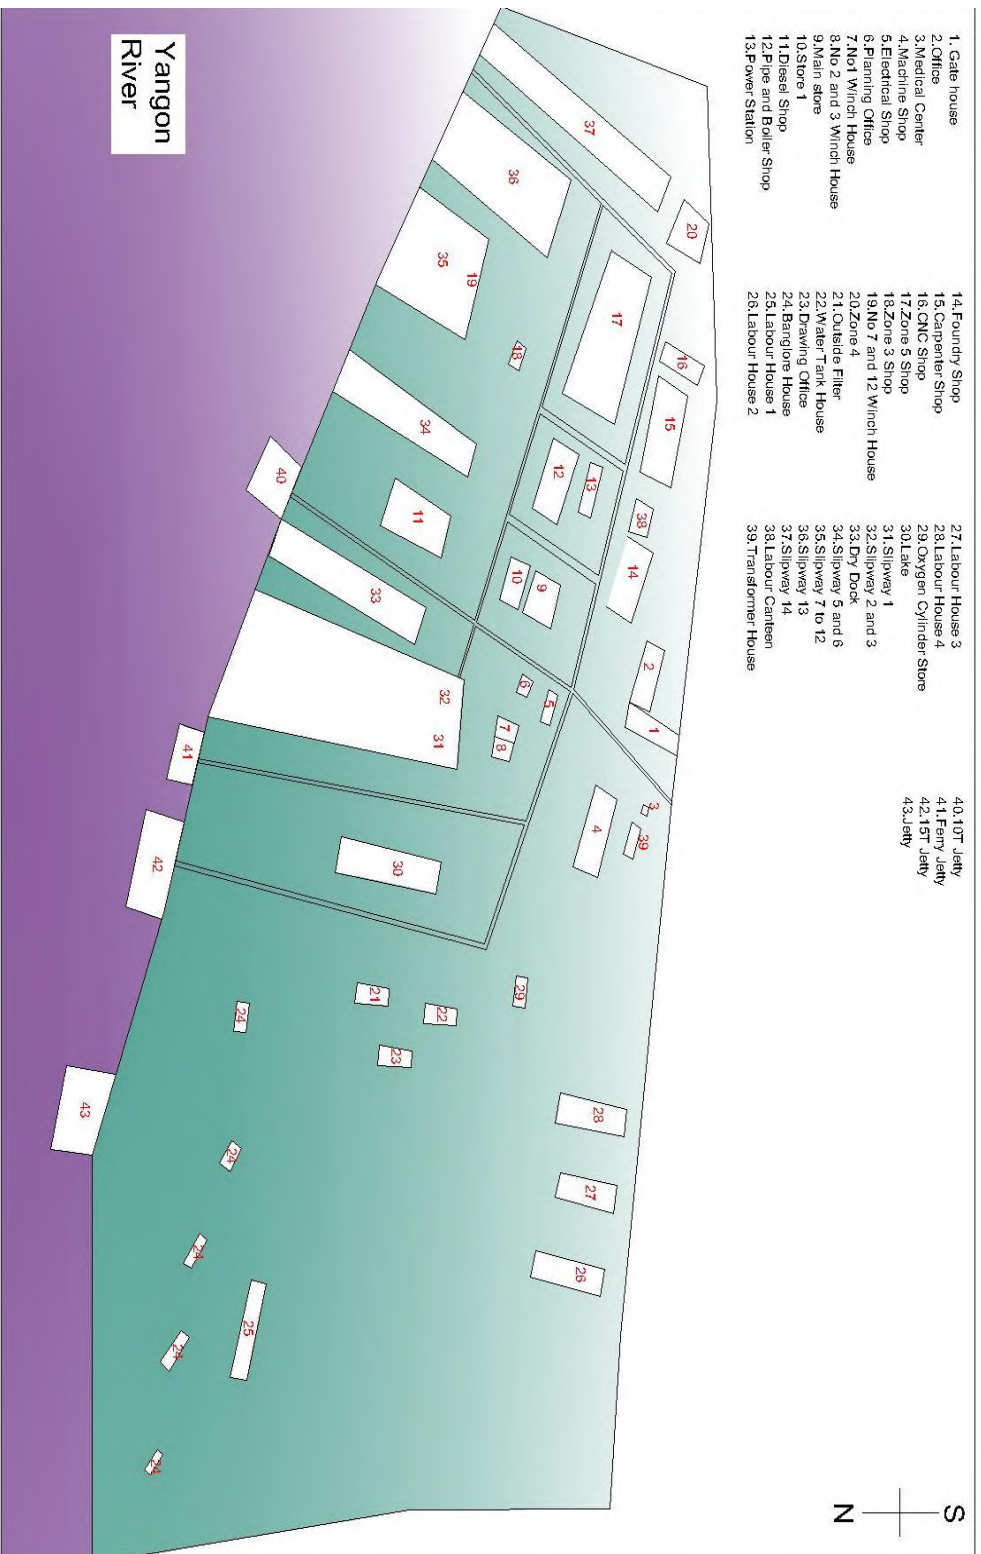 1. Gate house
2.Office
3.Medical Center
4.Machine Shop
5.Electrical Shop
6.Planning Office
7.No1 Winch House
8.No 2 and 3 Winch House
9.Main store
10.Store 1
11.Diesel Shop
12.Pipe and Boiler Shop
13.Power Station
14.Foundry Shop
15.Carpenter Shop
16.CNC Shop
17.Zone 5 Shop
18.Zone 3 Shop
19.No 7 and 12 Winch House
20.Zone 4
21.Outside Filter
22.Water Tank House
23.Drawing Office
24.Banglore House
25.Labour House 1
26.Labour House 2
27.Labour House 3
28.Labour House 4
29.Oxygen Cylinder Store
30.Lake
31.Slipway 1
32.Slipway 2 and 3
33.Dry Dock
34.Slipway 5 and 6
35.Slipway 7 to 12
36.Slipway 13
37.Slipway 14
38.Labour Canteen
39.Transformer House
40.10T Jetty
41.Ferry Jetty
42.15T Jetty
43.Jetty
S
N
20
37
16
15
38
14
2
1
3
39
36
17
13
12
9
10
5
6
7
8
4
28
27
26
35
19
18
34
11
33
32
31
30
29
22
21
23
24
24
24
25
24
24
40
41
42
43
Yangon
River